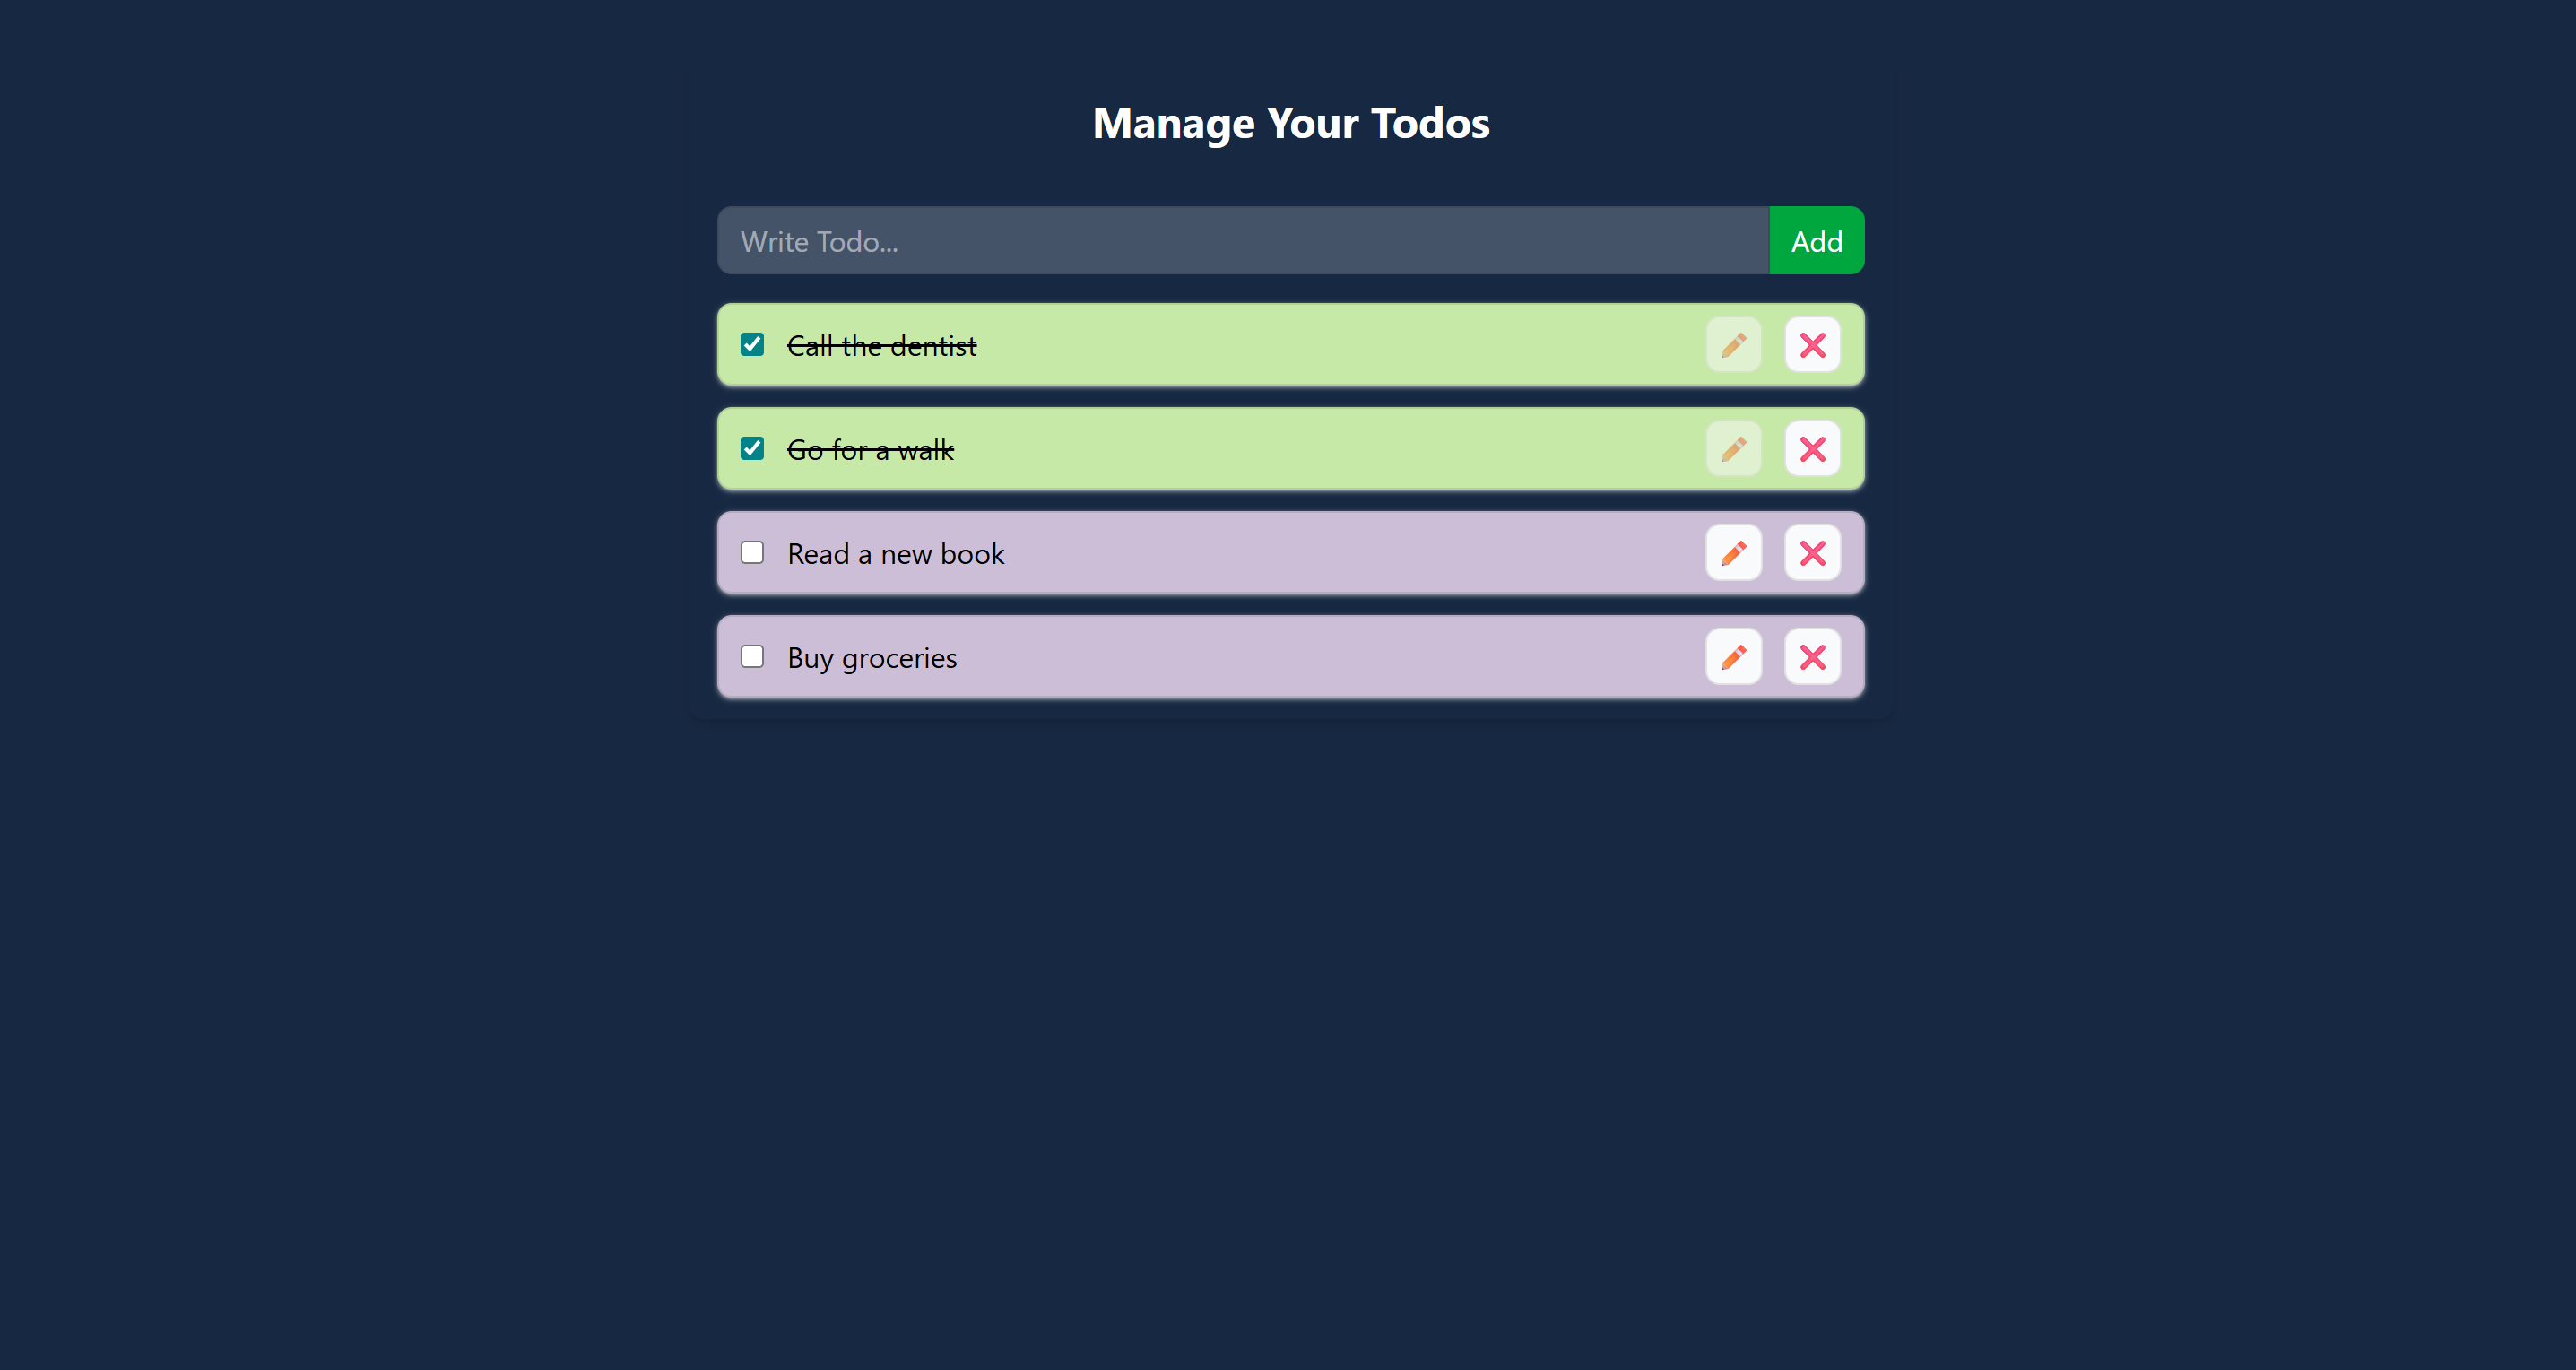 Manage Your Todos
Write Todo...
Add
Call the dentist
Go for a walk
Read a new book
Buy groceries